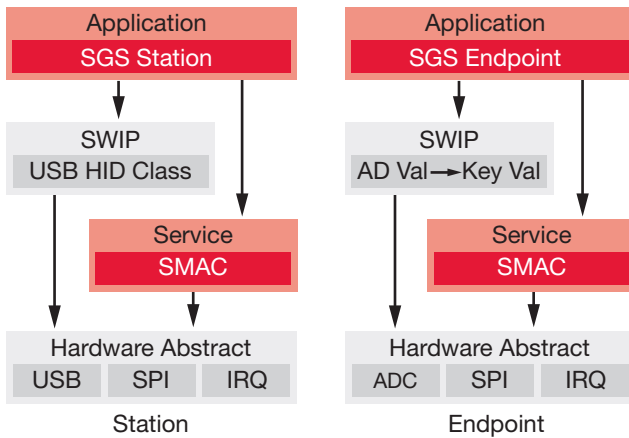 Application
SGS Station
SWIP
USB HID Class
Service
SMAC
Hardware Abstract
USB SPI IRQ
Station
Application
SGS Endpoint
SWIP
AD Val → Key Val
Service
SMAC
Hardware Abstract
ADC SPI IRQ
Endpoint